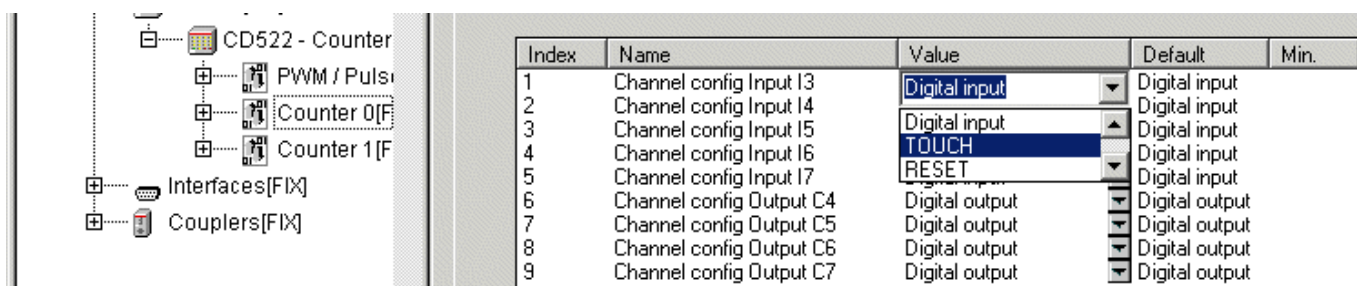 CD522 - Counter
PWM / Puls
Counter 0[F
Counter 1[F
Interfaces[FIX]
Couplers[FIX]
Index Name Value Default Min.
1 Channel config Input I3 Digital input Digital input
2 Channel config Input I4 Digital input
3 Channel config Input I5 Digital input Digital input
4 Channel config Input I6 TOUCH Digital input
5 Channel config Input I7 RESET Digital input
6 Channel config Output C4 Digital output Digital output
7 Channel config Output C5 Digital output Digital output
8 Channel config Output C6 Digital output Digital output
9 Channel config Output C7 Digital output Digital output